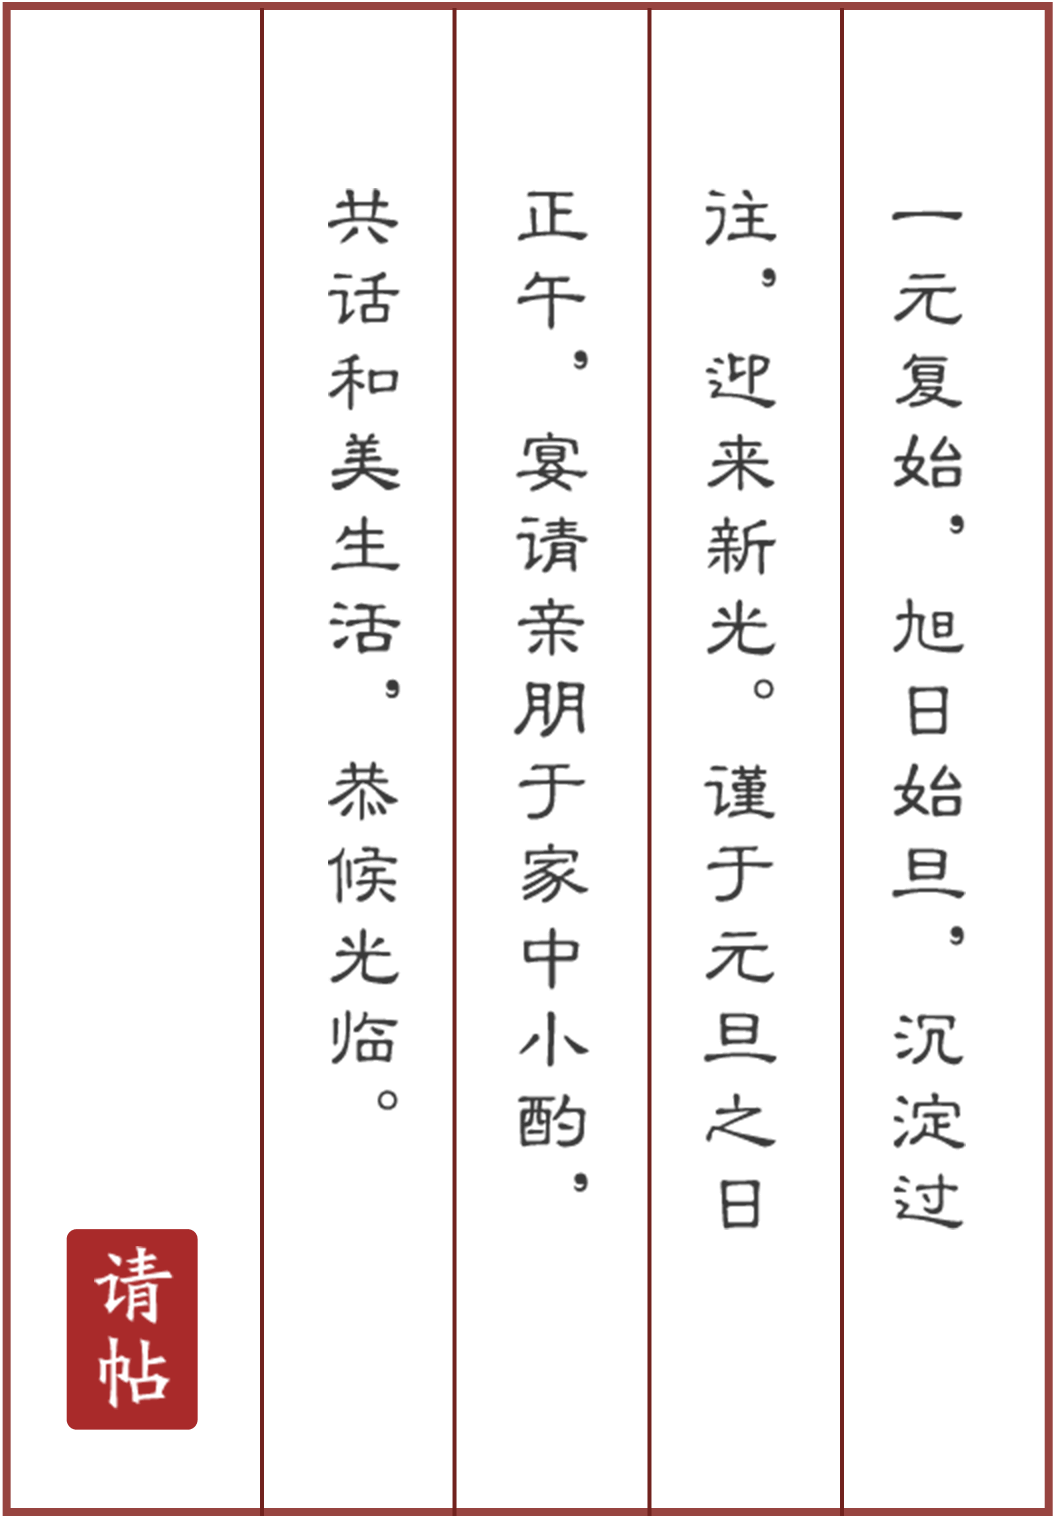 一元复始，旭日始旦，沉淀过
往，迎来新光。谨于元旦之日
正午，宴请亲朋于家中小酌，
共话和美生活，恭候光临。
请帖